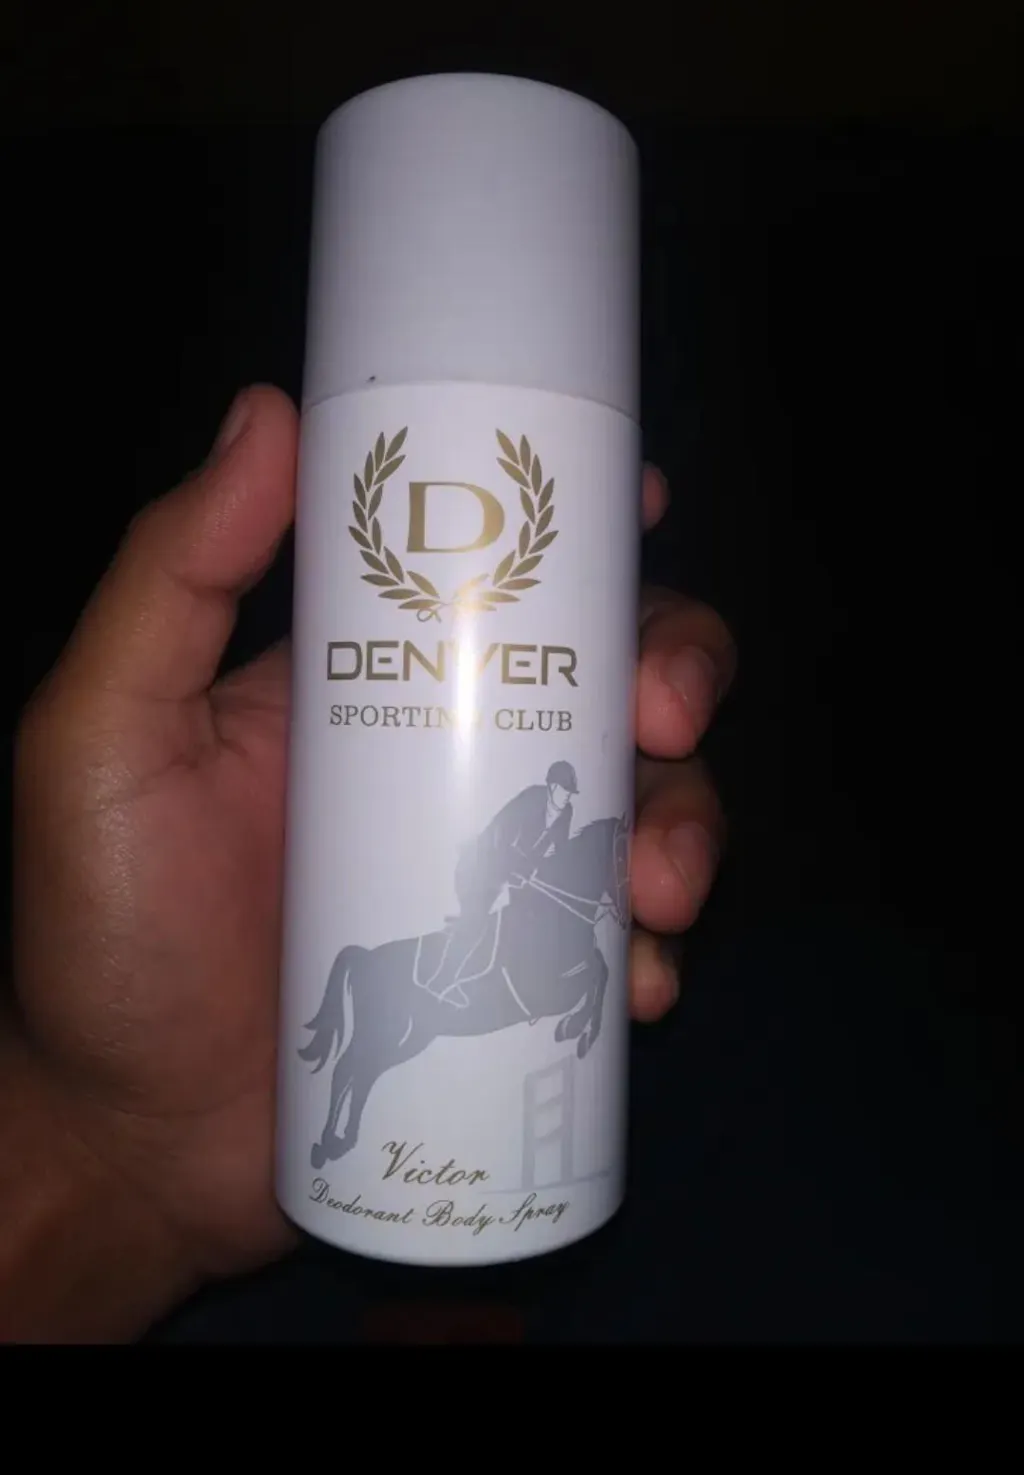 D
DENVER
SPORTING CLUB
Victor
Deodorant Body Spray